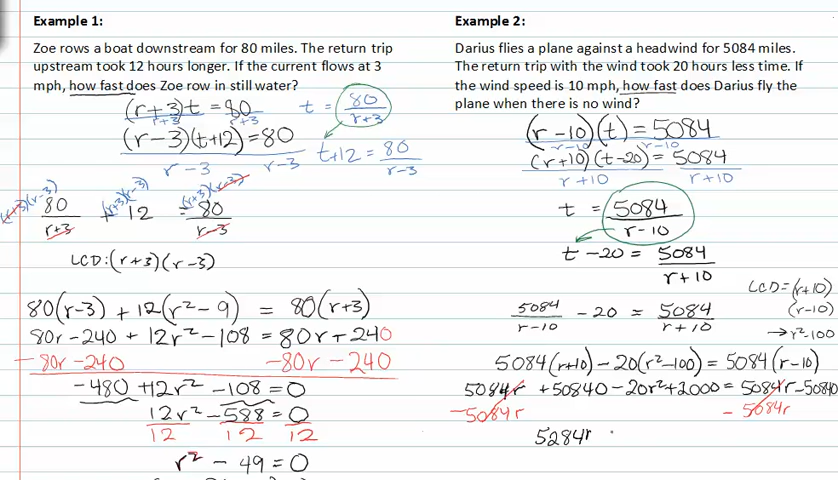 Example 1:
Zoe rows a boat downstream for 80 miles. The return trip
upstream took 12 hours longer. If the current flows at 3
mph, how fast does Zoe row in still water?
(r+3)t = 80
r+3 r+3
t = 80/(r+3)
(r-3)(t+12) = 80
r-3 r-3
t+12 = 80/(r-3)
(r+3)(r-3) 80/(r+3) + (r+3)(r-3) 12 = (r+3)(r-3) 80/(r-3)
LCD: (r+3)(r-3)
80(r-3) + 12(r²-9) = 80(r+3)
80r-240 + 12r²-108 = 80r+240
-80r-240 -80r-240
-480 +12r² -108 = 0
12r² -588 = 0
12 12 12
r² - 49 = 0
Example 2:
Darius flies a plane against a headwind for 5084 miles.
The return trip with the wind took 20 hours less time. If
the wind speed is 10 mph, how fast does Darius fly the
plane when there is no wind?
(r-10)(t) = 5084
r-10 r-10
(r+10)(t-20) = 5084
r+10 r+10
t = 5084/(r-10)
t -20 = 5084/(r+10)
LCD=(r+10)
(r-10)
→ r²-100
5084/(r-10) - 20 = 5084/(r+10)
5084(r+10) -20(r²-100) = 5084(r-10)
5084r +50840 -20r²+2000 = 5084r-50840
-5084r -5084r
5284r